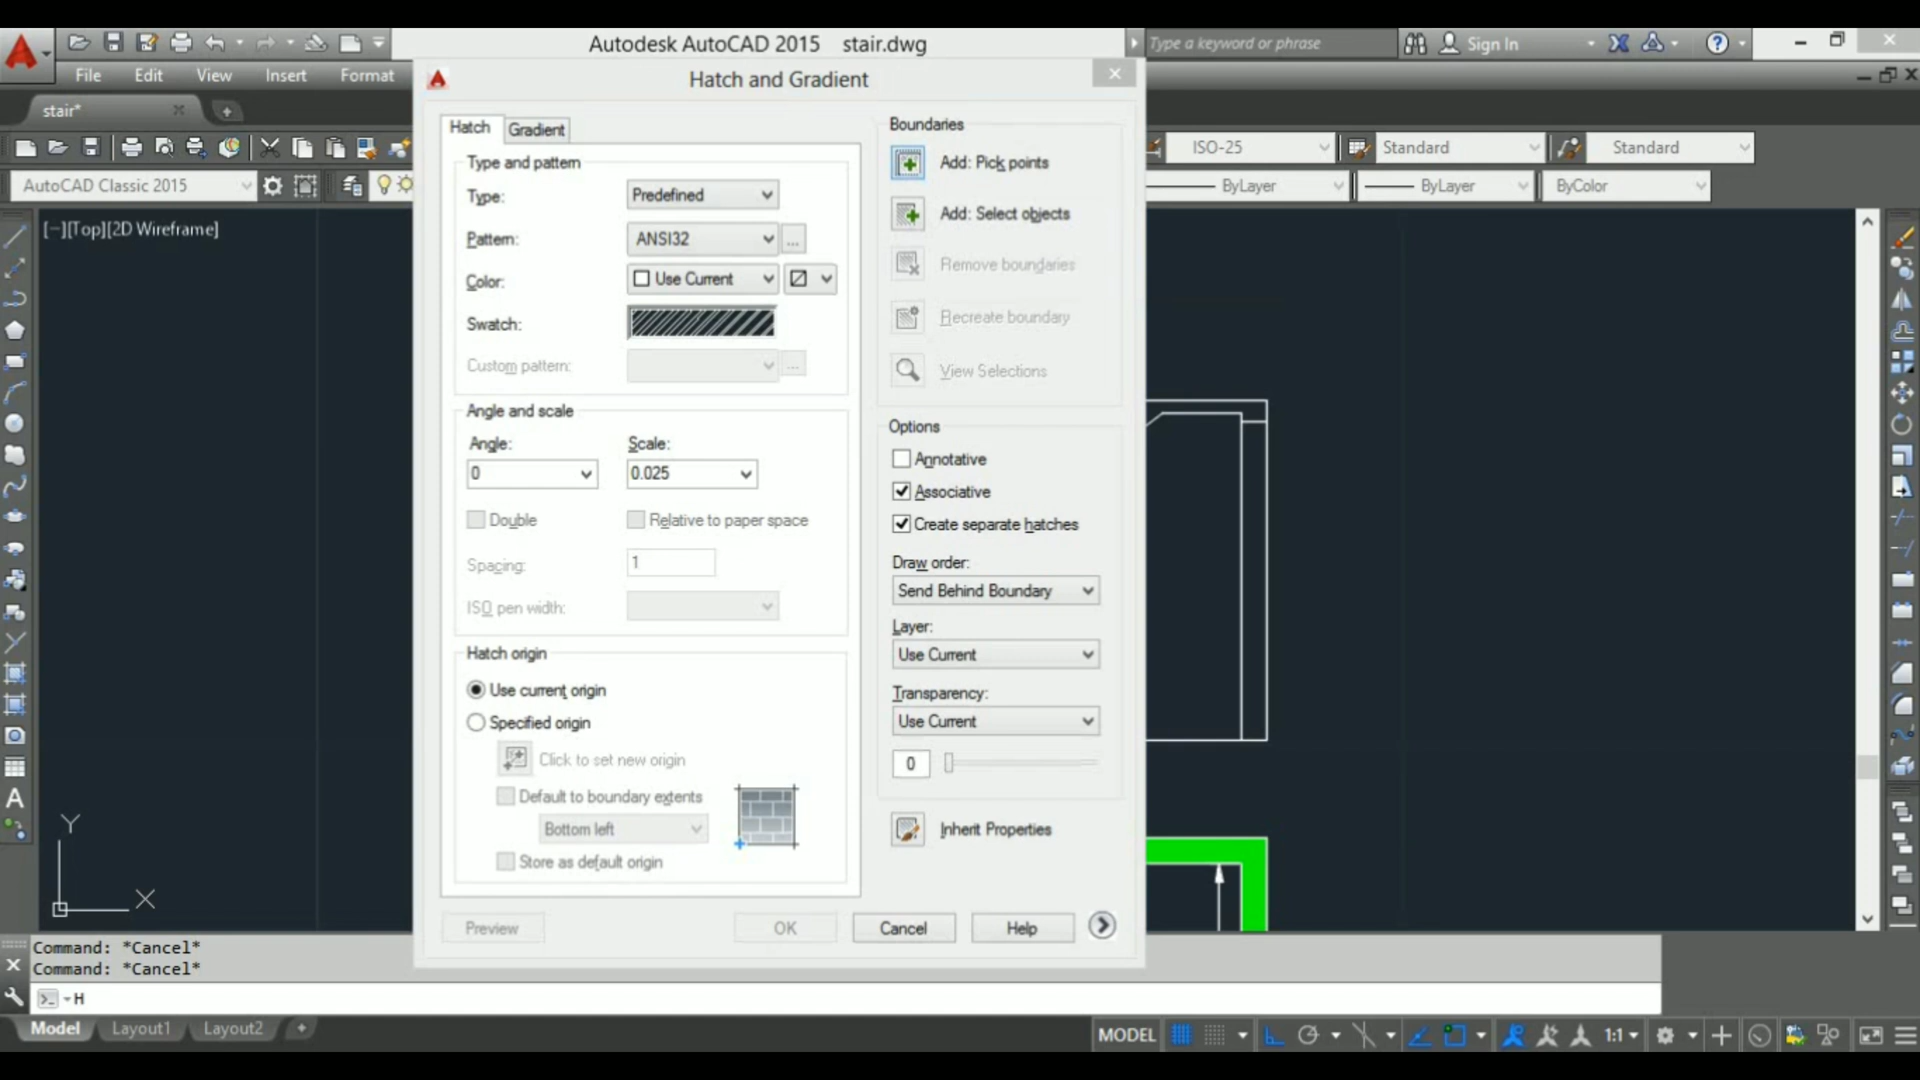 Autodesk AutoCAD 2015 stair.dwg
Type a keyword or phrase
Sign In
File Edit View Insert Format
Hatch and Gradient
stair*
ISO-25
Standard
Standard
AutoCAD Classic 2015
ByLayer
ByLayer
ByColor
[−][Top][2D Wireframe]
Hatch Gradient
Type and pattern
Type: Predefined
Pattern: ANSI32 ...
Color: Use Current
Swatch:
Custom pattern: ...
Angle and scale
Angle: Scale:
0 0.025
Double Relative to paper space
Spacing: 1
ISO pen width:
Hatch origin
Use current origin
Specified origin
Click to set new origin
Default to boundary extents
Bottom left
Store as default origin
Boundaries
Add: Pick points
Add: Select objects
Remove boundaries
Recreate boundary
View Selections
Options
Annotative
Associative
Create separate hatches
Draw order:
Send Behind Boundary
Layer:
Use Current
Transparency:
Use Current
0
Inherit Properties
Preview OK Cancel Help
A
Y
X
Command: *Cancel*
Command: *Cancel*
H
Model Layout1 Layout2 +
MODEL 1:1